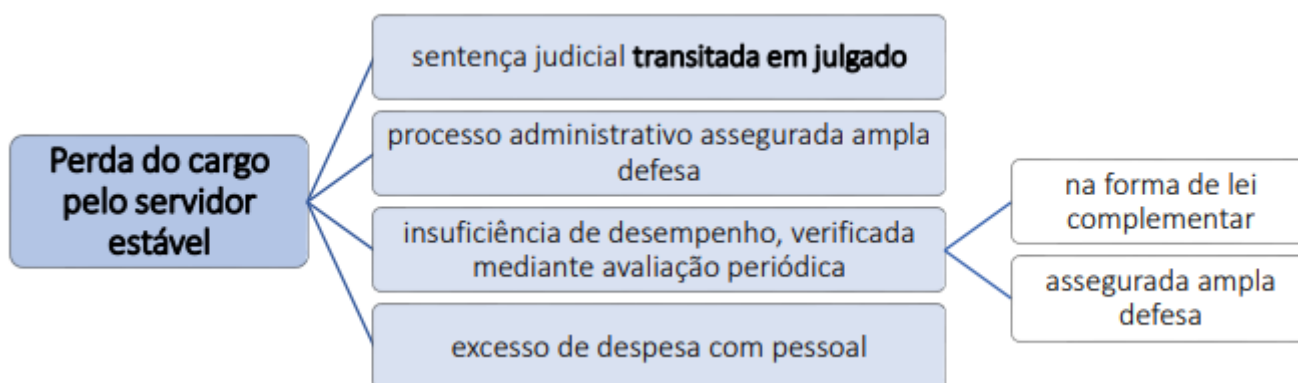 Perda do cargo
pelo servidor
estável
sentença judicial transitada em julgado
processo administrativo assegurada ampla
defesa
insuficiência de desempenho, verificada
mediante avaliação periódica
na forma de lei
complementar
assegurada ampla
defesa
excesso de despesa com pessoal